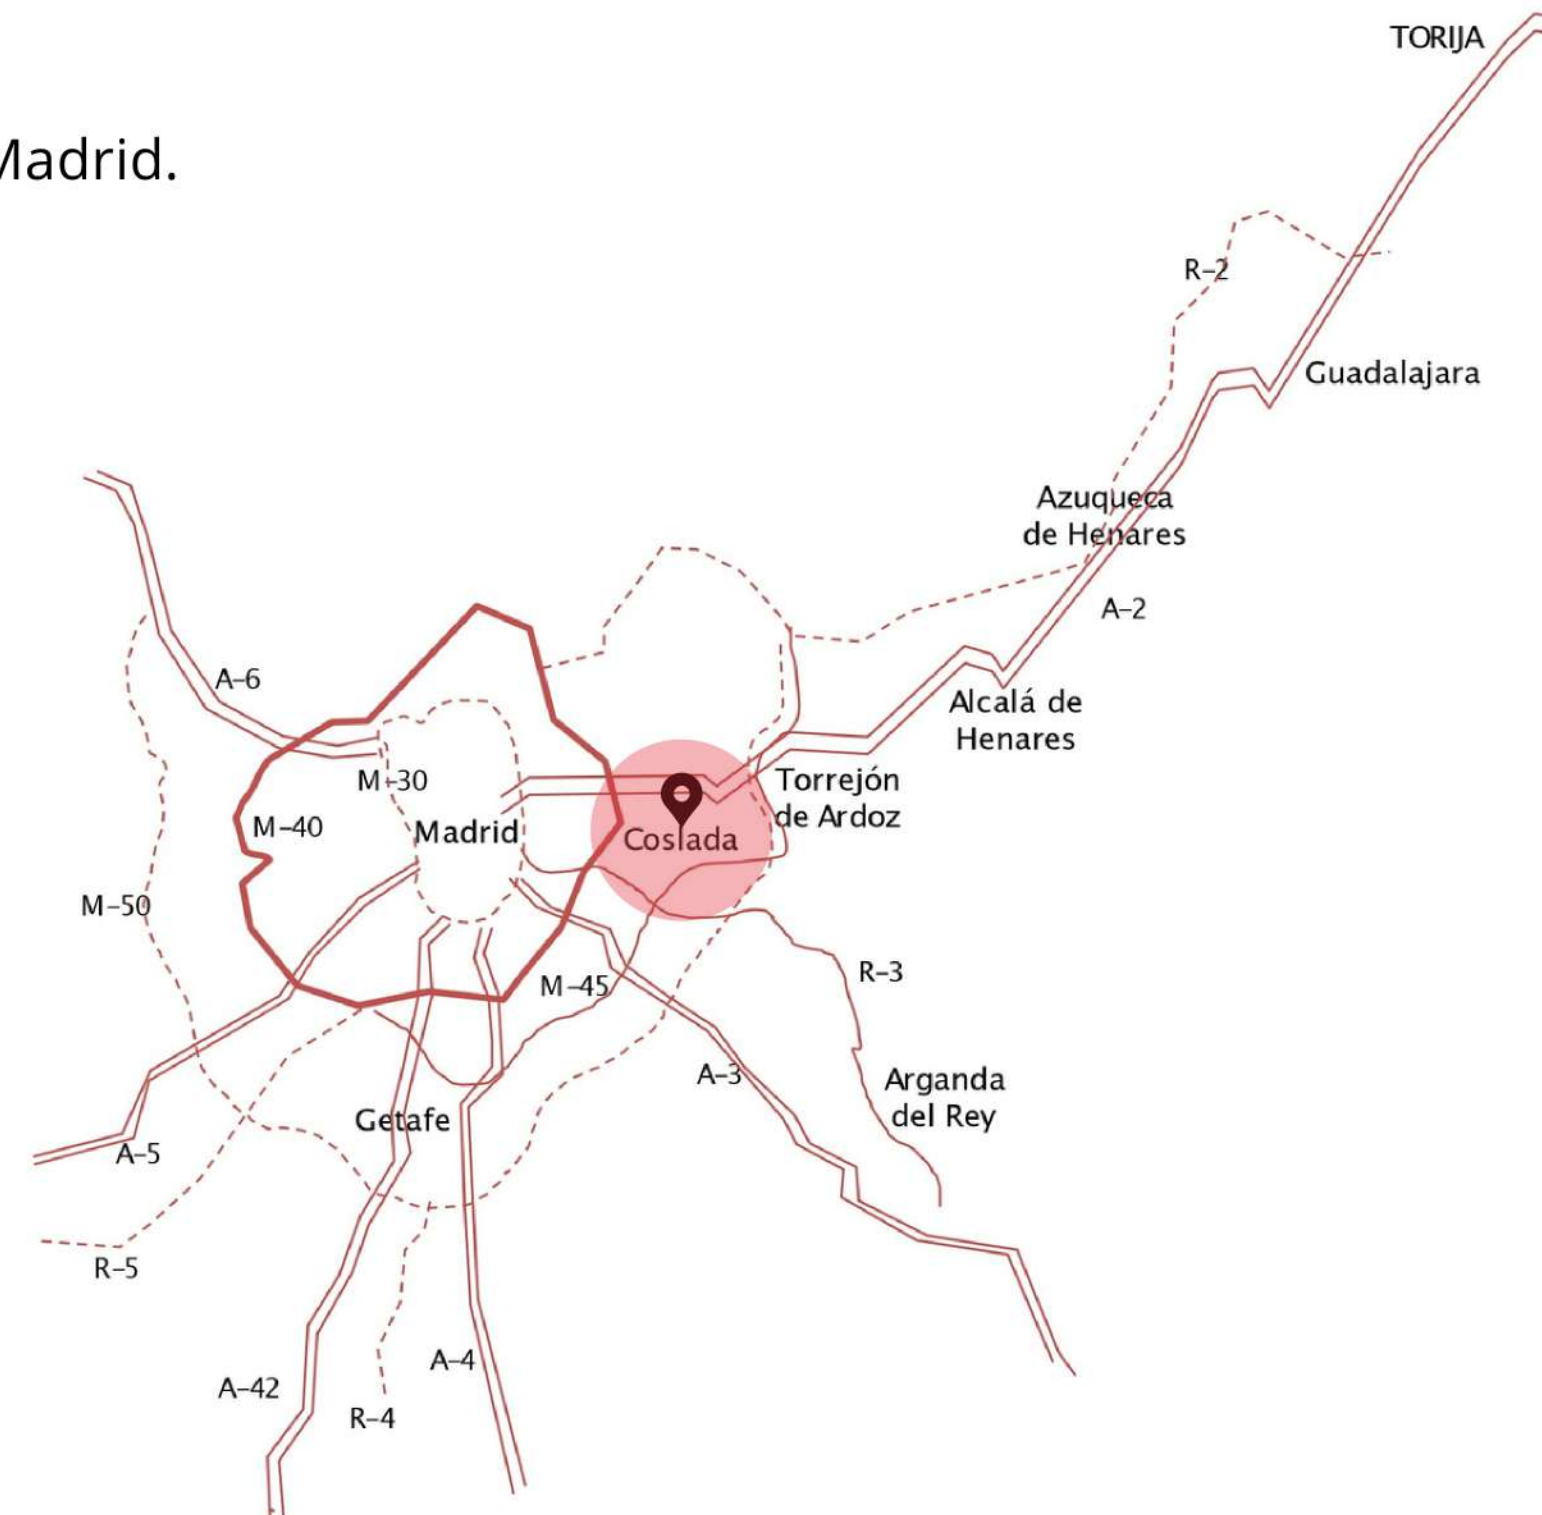 TORIJA
Madrid.
R-2
Guadalajara
Azuqueca
de Henares
A-2
A-6
Alcalá de
Henares
M-30
Torrejón
de Ardoz
M-40
Madrid
Coslada
M-50
R-3
M-45
A-3
Arganda
del Rey
Getafe
A-5
R-5
A-4
A-42
R-4